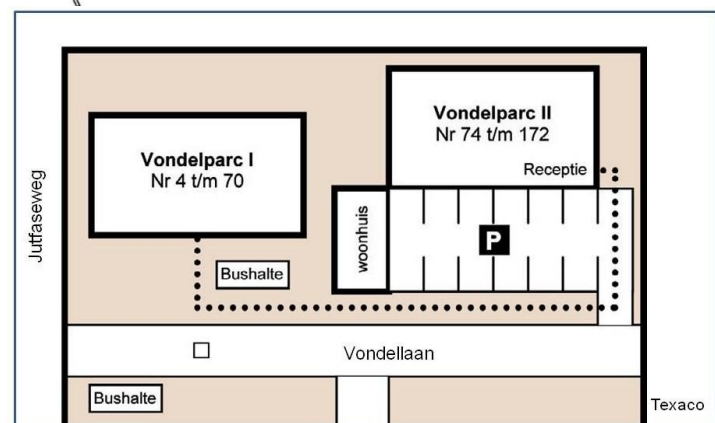 Vondelparc II
Nr 74 t/m 172
Receptie
Vondelparc I
Nr 4 t/m 70
Jutfaseweg
woonhuis
P
Bushalte
Vondellaan
Bushalte
Texaco